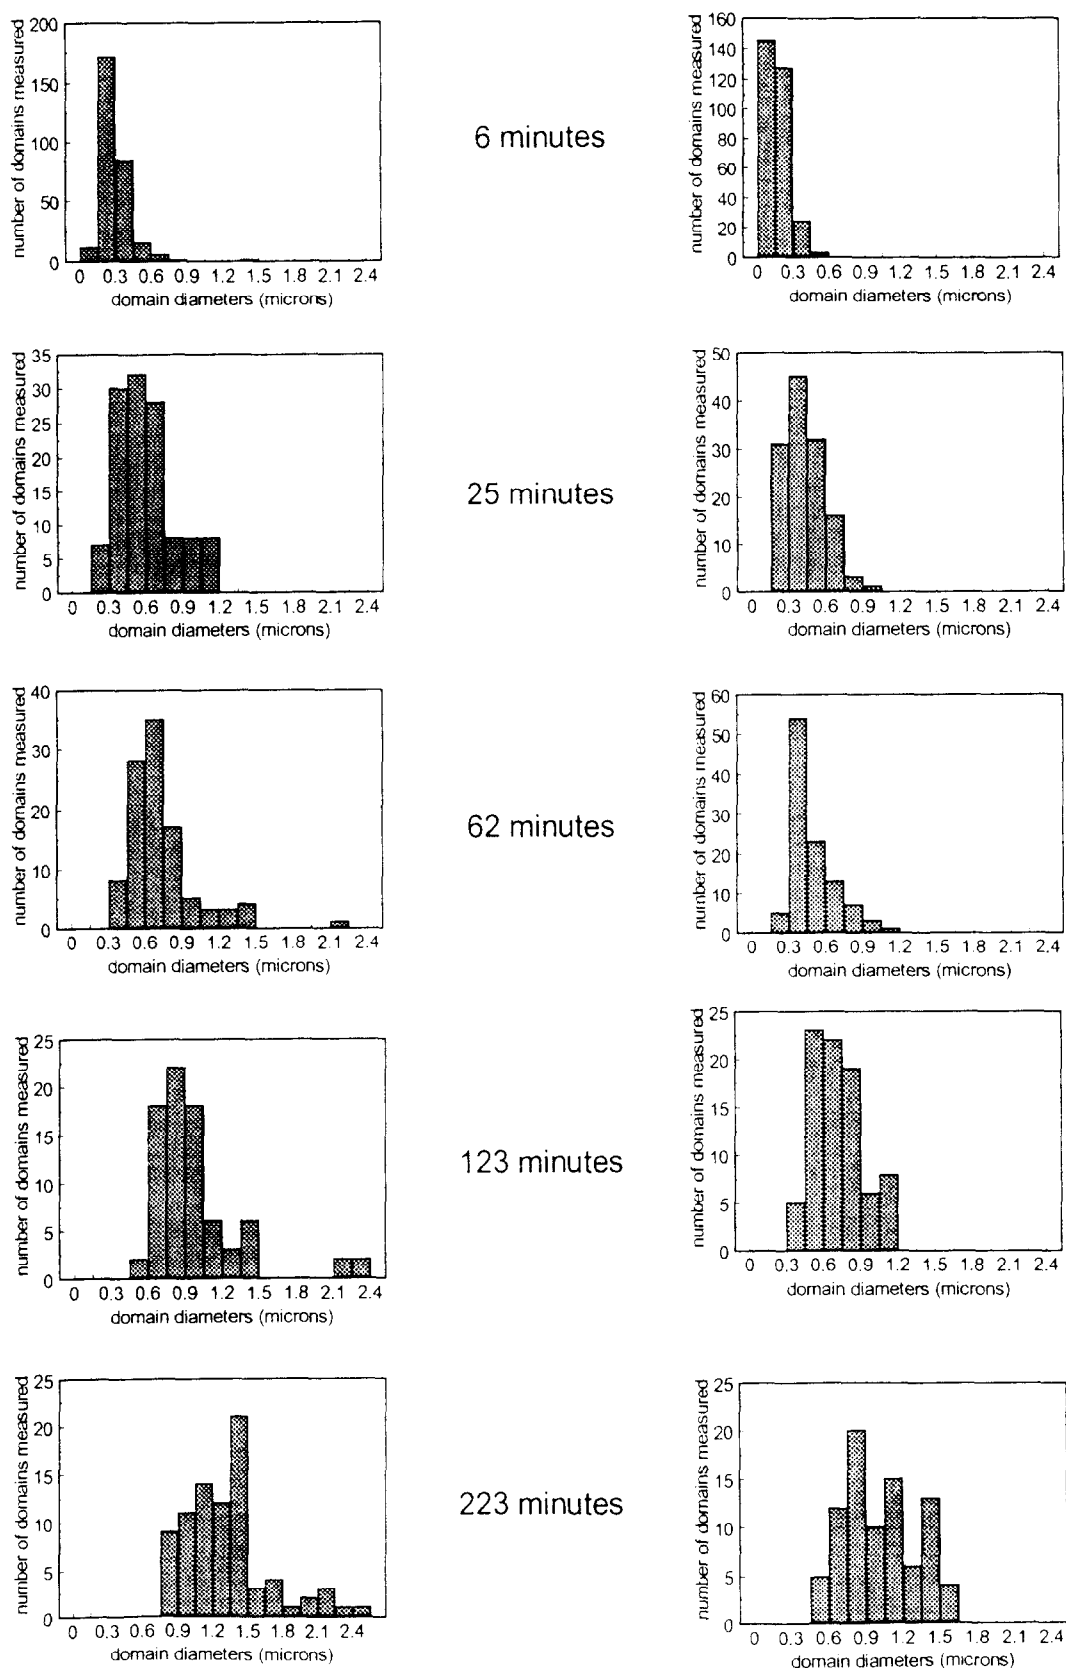 number of domains measured
200
150
100
50
0
0 0.3 0.6 0.9 1.2 1.5 1.8 2.1 2.4
domain diameters (microns)
6 minutes
number of domains measured
160
140
120
100
80
60
40
20
0
0 0.3 0.6 0.9 1.2 1.5 1.8 2.1 2.4
domain diameters (microns)
number of domains measured
35
30
25
20
15
10
5
0
0 0.3 0.6 0.9 1.2 1.5 1.8 2.1 2.4
domain diameters (microns)
25 minutes
number of domains measured
50
40
30
20
10
0
0 0.3 0.6 0.9 1.2 1.5 1.8 2.1 2.4
domain diameters (microns)
number of domains measured
40
30
20
10
0
0 0.3 0.6 0.9 1.2 1.5 1.8 2.1 2.4
domain diameters (microns)
62 minutes
number of domains measured
60
50
40
30
20
10
0
0 0.3 0.6 0.9 1.2 1.5 1.8 2.1 2.4
domain diameters (microns)
number of domains measured
25
20
15
10
5
0
0 0.3 0.6 0.9 1.2 1.5 1.8 2.1 2.4
domain diameters (microns)
123 minutes
number of domains measured
25
20
15
10
5
0
0 0.3 0.6 0.9 1.2 1.5 1.8 2.1 2.4
domain diameters (microns)
number of domains measured
25
20
15
10
5
0
0 0.3 0.6 0.9 1.2 1.5 1.8 2.1 2.4
domain diameters (microns)
223 minutes
number of domains measured
25
20
15
10
5
0
0 0.3 0.6 0.9 1.2 1.5 1.8 2.1 2.4
domain diameters (microns)